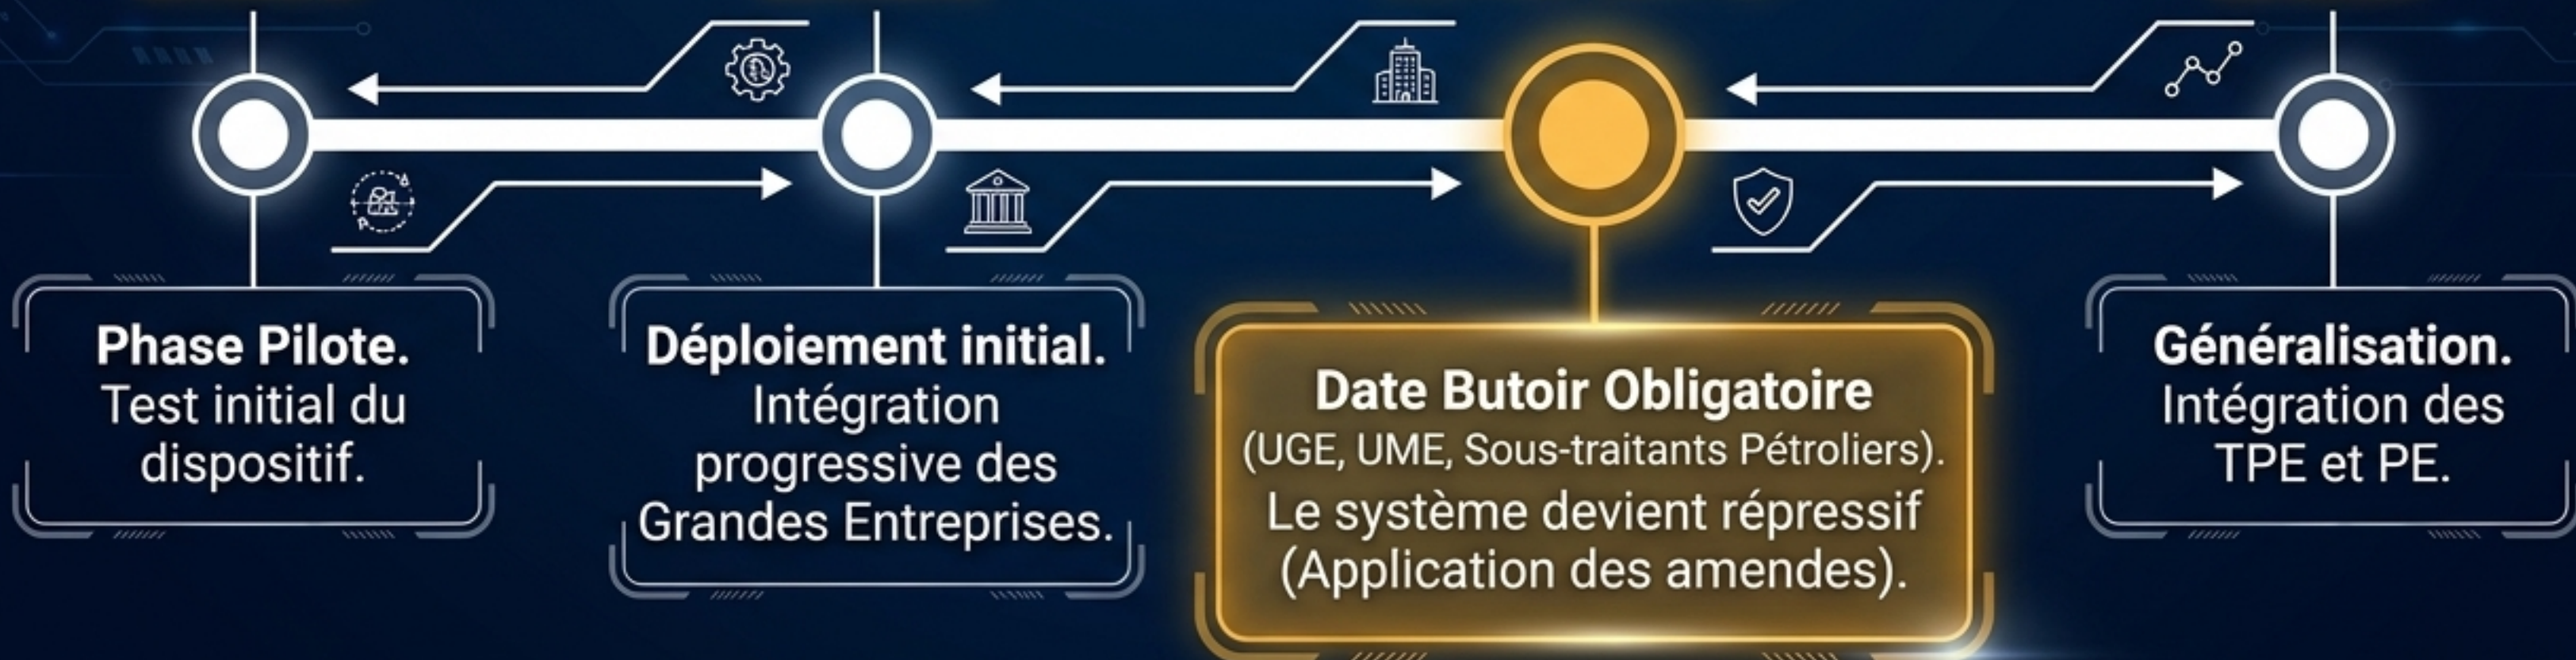 Phase Pilote.
Test initial du
dispositif.
Déploiement initial.
Intégration
progressive des
Grandes Entreprises.
Date Butoir Obligatoire
(UGE, UME, Sous-traitants Pétroliers).
Le système devient répressif
(Application des amendes).
Généralisation.
Intégration des
TPE et PE.